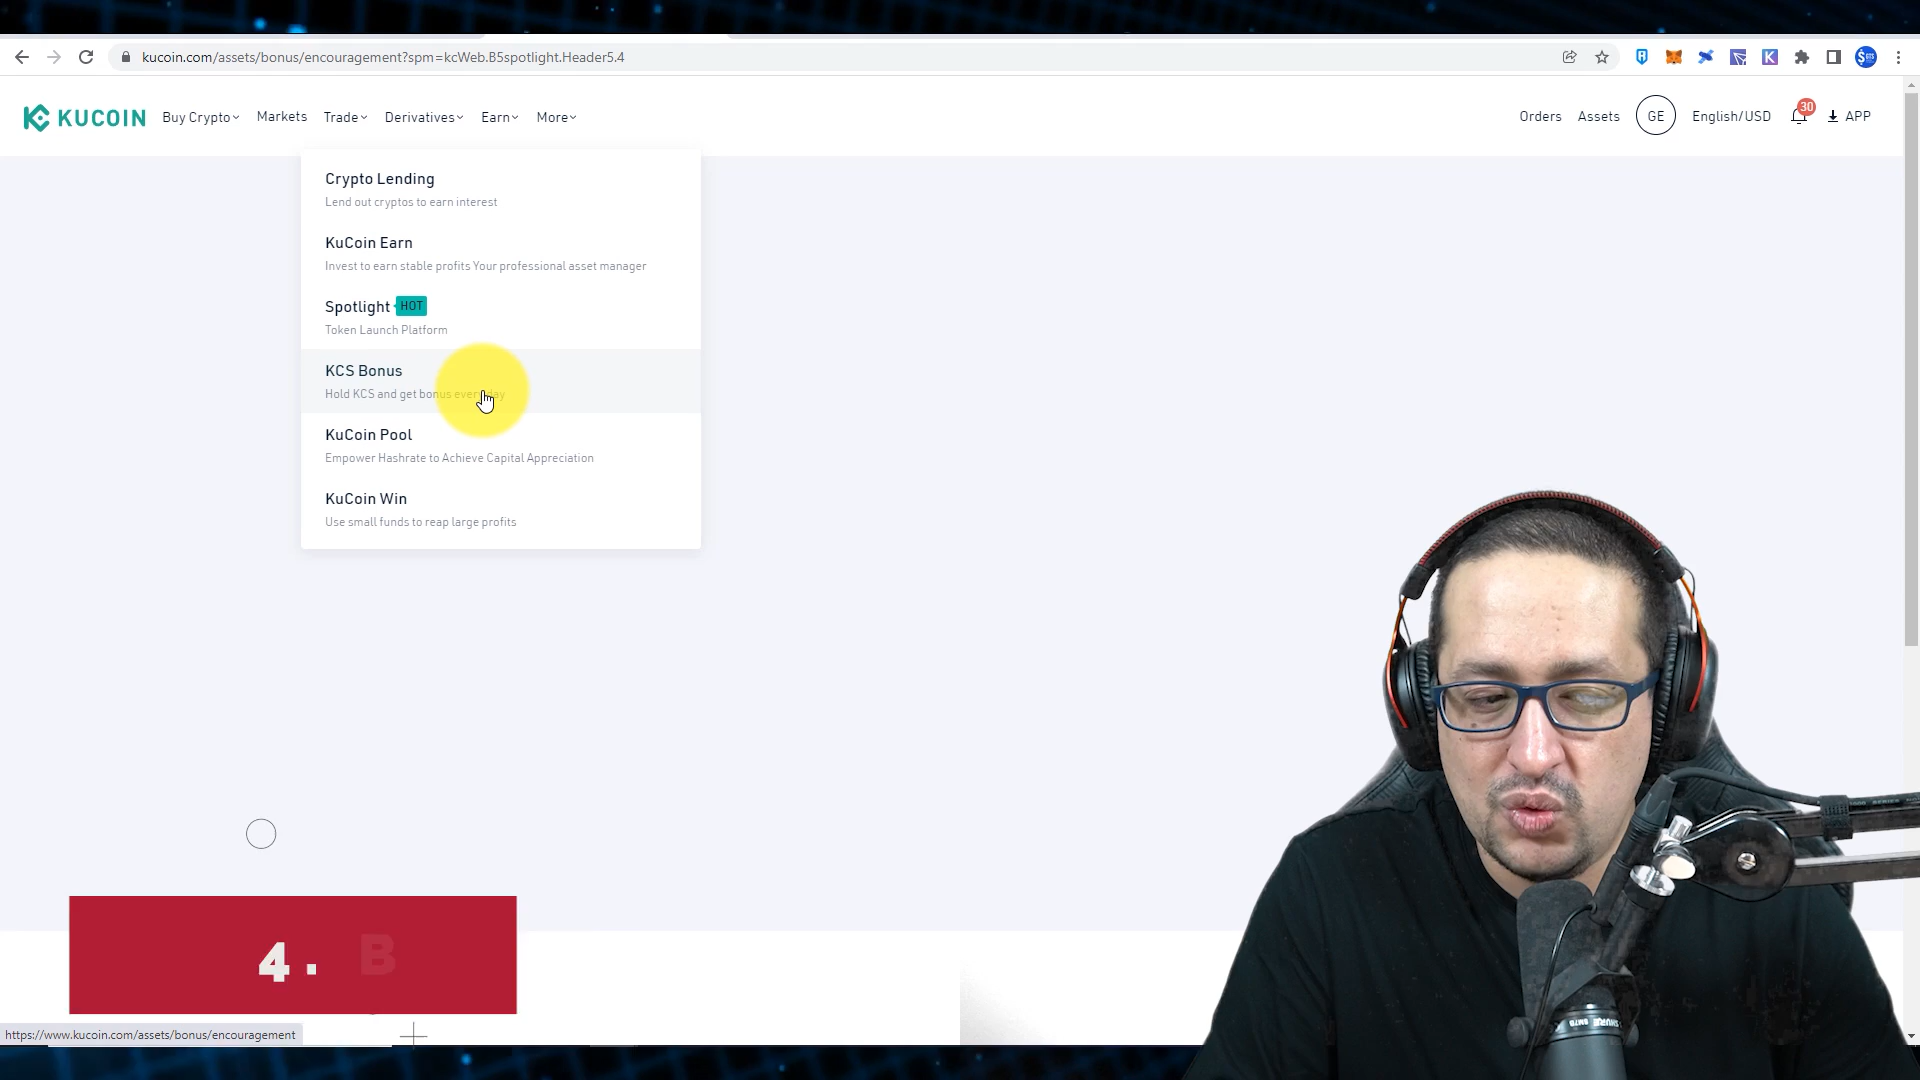 kucoin.com/assets/bonus/encouragement?spm=kcWeb.B5spotlight.Header5.4
KUCOIN Buy Crypto Markets Trade Derivatives Earn More Orders Assets GE English/USD 30 APP
Crypto Lending
Lend out cryptos to earn interest
KuCoin Earn
Invest to earn stable profits Your professional asset manager
Spotlight HOT
Token Launch Platform
KCS Bonus
Hold KCS and get bonus every day
KuCoin Pool
Empower Hashrate to Achieve Capital Appreciation
KuCoin Win
Use small funds to reap large profits
4. B
https://www.kucoin.com/assets/bonus/encouragement